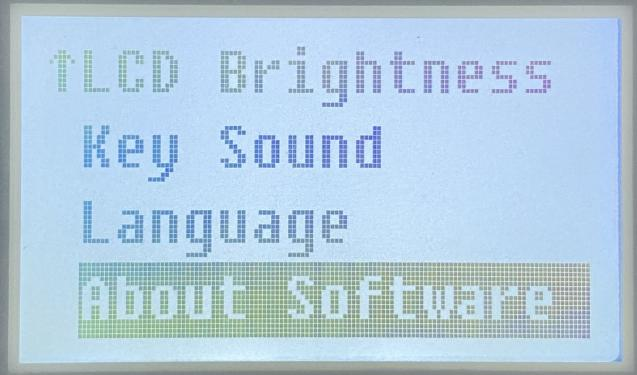 ↑LCD Brightness
Key Sound
Language
About Software